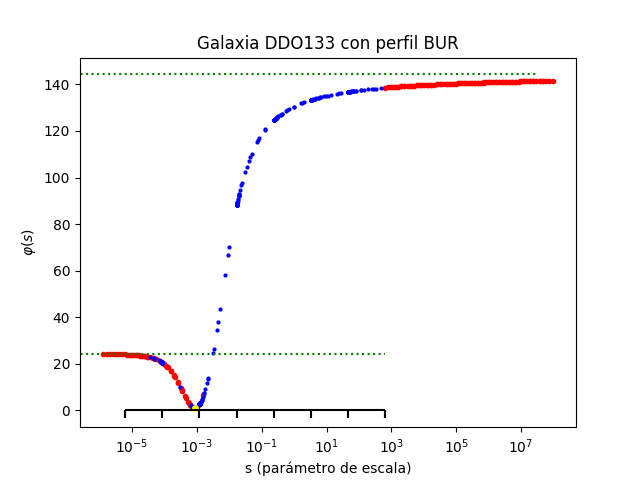 Galaxia DDO133 con perfil BUR
140
120
100
80
60
40
20
0
φ(s)
10⁻⁵ 10⁻³ 10⁻¹ 10¹ 10³ 10⁵ 10⁷
s (parámetro de escala)